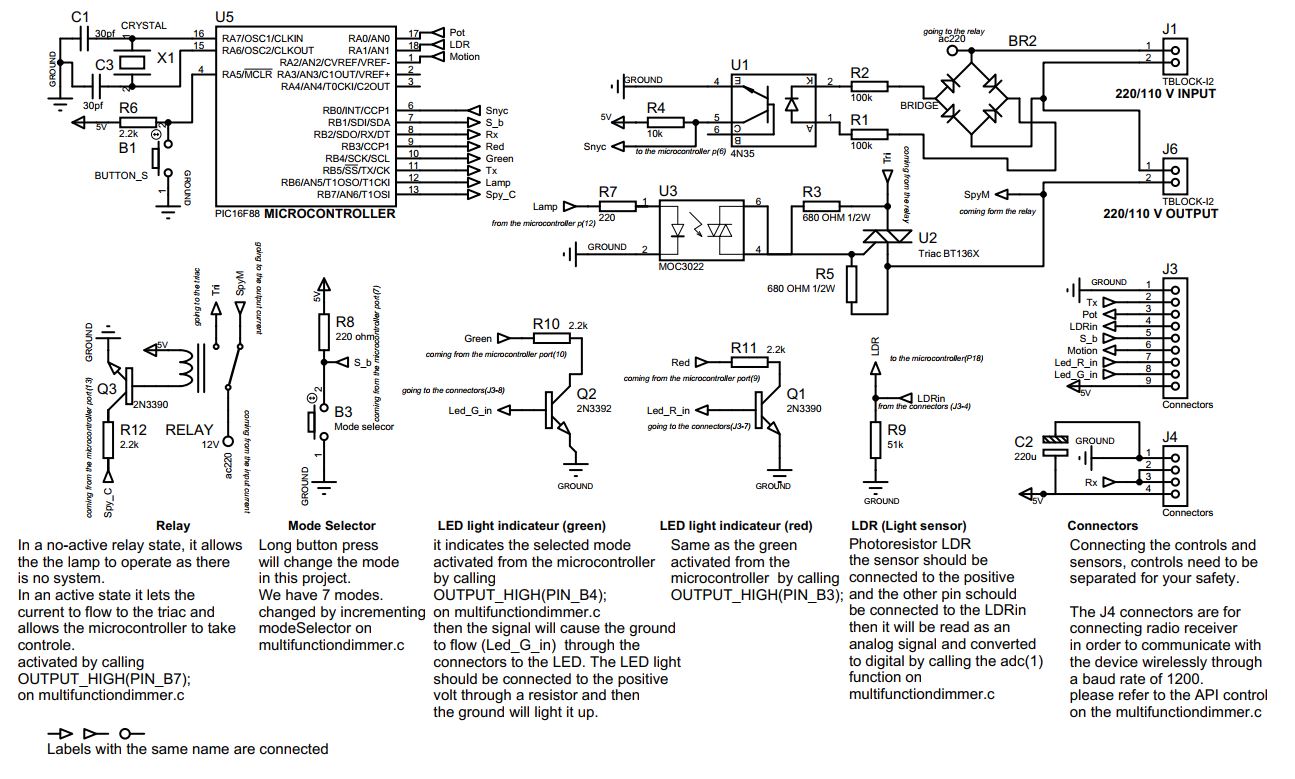 C1
CRYSTAL
U5
30pf
GROUND
X1
1
2
C3
30pf
16
15
4
RA7/OSC1/CLKIN
RA6/OSC2/CLKOUT
RA5/MCLR
RA0/AN0
RA1/AN1
RA2/AN2/CVREF/VREF-
RA3/AN3/C1OUT/VREF+
RA4/AN4/T0CKI/C2OUT
17
18
1
2
3
Pot
LDR
Motion
RB0/INT/CCP1
RB1/SDI/SDA
RB2/SDO/RX/DT
RB3/CCP1
RB4/SCK/SCL
RB5/SS/TX/CK
RB6/AN5/T1OSO/T1CKI
RB7/AN6/T1OSI
6
7
8
9
10
11
12
13
Snyc
S_b
Rx
Red
Green
Tx
Lamp
Spy_C
R6
5V
2.2k
B1
BUTTON_S
1
GROUND
PIC16F88 MICROCONTROLLER
GROUND
4
U1
E
K
2
R2
100k
R4
5V
10k
5
6
B
C
A
1
R1
100k
Snyc
to the microcontroller p(6)
4N35
going to the relay
ac220
BR2
BRIDGE
J1
1
2
TBLOCK-I2
220/110 V INPUT
J6
1
2
TBLOCK-I2
220/110 V OUTPUT
SpyM
coming form the relay
Tri
coming from the relay
Lamp
R7
220
from the microcontroller p(12)
GROUND
1
2
U3
6
4
MOC3022
R3
680 OHM 1/2W
U2
Triac BT136X
R5
680 OHM 1/2W
going to the triac
Tri
SpyM
going to the output current
GROUND
5V
Q3
2N3390
R12
2.2k
RELAY
12V
ac220
coming from the input current
coming from the microcontroller port(13)
Spy_C
5V
R8
220 ohm
S_b
coming from the microcontroller port(7)
2
B3
Mode selecor
1
GROUND
Green
R10
2.2k
coming from the microcontroller port(10)
going to the connectors(J3-8)
Led_G_in
Q2
2N3392
GROUND
Red
R11
2.2k
coming from the microcontroller port(9)
Led_R_in
going to the connectors(J3-7)
Q1
2N3390
GROUND
LDR
to the microcontroller(P18)
LDRin
from the connectors (J3-4)
R9
51k
GROUND
J3
GROUND
Tx
Pot
LDRin
S_b
Motion
Led_R_in
Led_G_in
5V
1
2
3
4
5
6
7
8
9
Connectors
C2
220u
GROUND
Rx
5V
J4
1
2
3
4
Connectors
Relay
In a no-active relay state, it allows
the the lamp to operate as there
is no system.
In an active state it lets the
current to flow to the triac and
allows the microcontroller to take
controle.
activated by calling
OUTPUT_HIGH(PIN_B7);
on multifunctiondimmer.c
Mode Selector
Long button press
will change the mode
in this project.
We have 7 modes.
changed by incrementing
modeSelector on
multifunctiondimmer.c
LED light indicateur (green)
it indicates the selected mode
activated from the microcontroller
by calling
OUTPUT_HIGH(PIN_B4);
on multifunctiondimmer.c
then the signal will cause the ground
to flow (Led_G_in)  through the
connectors to the LED. The LED light
should be connected to the positive
volt through a resistor and then
the ground will light it up.
LED light indicateur (red)
Same as the green
activated from the
microcontroller  by calling
OUTPUT_HIGH(PIN_B3);
LDR (Light sensor)
Photoresistor LDR
the sensor should be
connected to the positive
and the other pin schould
be connected to the LDRin
then it will be read as an
analog signal and converted
to digital by calling the adc(1)
function on
multifunctiondimmer.c
Connectors
Connecting the controls and
sensors, controls need to be
separated for your safety.
The J4 connectors are for
connecting radio receiver
in order to communicate with
the device wirelessly through
a baud rate of 1200.
please refer to the API control
on the multifunctiondimmer.c
Labels with the same name are connected